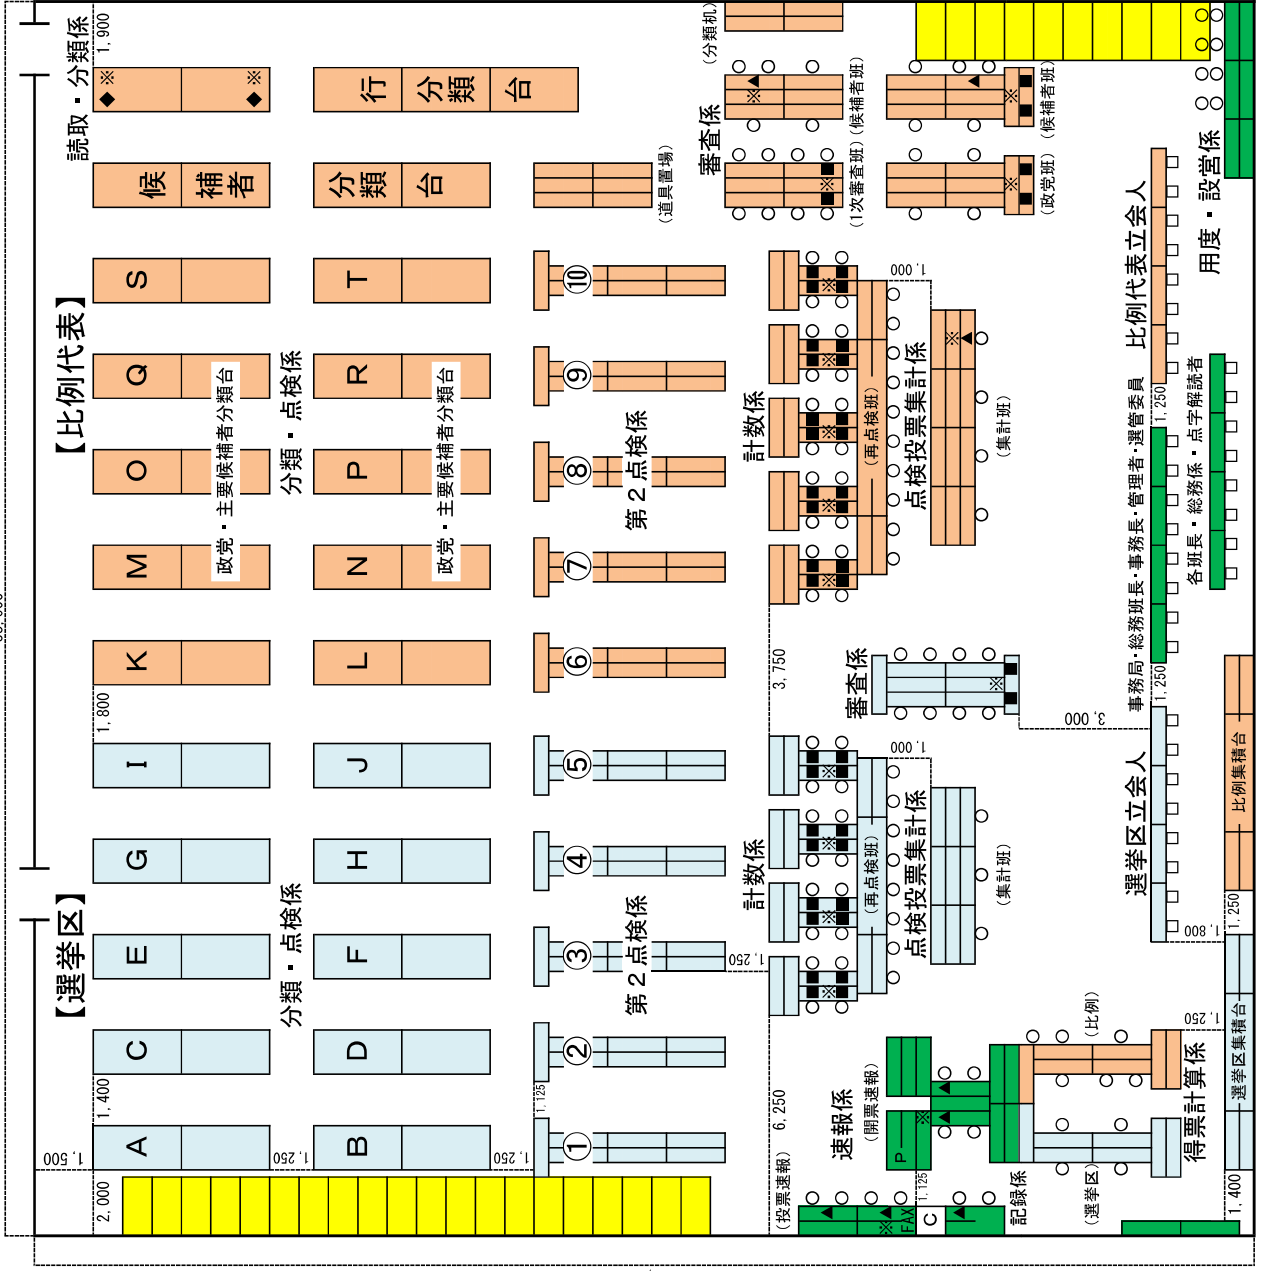 読取・分類係
1,900
※
◆
※
◆
行 分類 台
候 補者
分類 台
(道具置場)
(分類机)
審査係
(候補者班)
(1次審査班)
(候補者班)
(政党班)
用度・設営係
【比例代表】
S
T
⑩
Q
R
⑨
O
P
⑧
M
N
⑦
K
L
⑥
政党・主要候補者分類台
分類・点検係
政党・主要候補者分類台
第2点検係
計数係
(再点検班)
点検投票集計係
(集計班)
1,000
比例代表立会人
1,250
事務局・総務班長・事務長・管理者・選管委員
各班長・総務係・点字解読者
1,250
1,800
3,750
審査係
3,000
【選挙区】
I
J
⑤
G
H
④
E
F
③
C
D
②
A
B
①
分類・点検係
第2点検係
1,250
計数係
(再点検班)
点検投票集計係
(集計班)
1,000
選挙区立会人
1,800
比例集積台
1,250
選挙区集積台
1,250
1,400
1,400
1,125
1,500
1,250
1,250
2,000
6,250
(投票速報)
速報係
(開票速報)
P
※
FAX
C
1,125
記録係
(選挙区)
(比例)
得票計算係